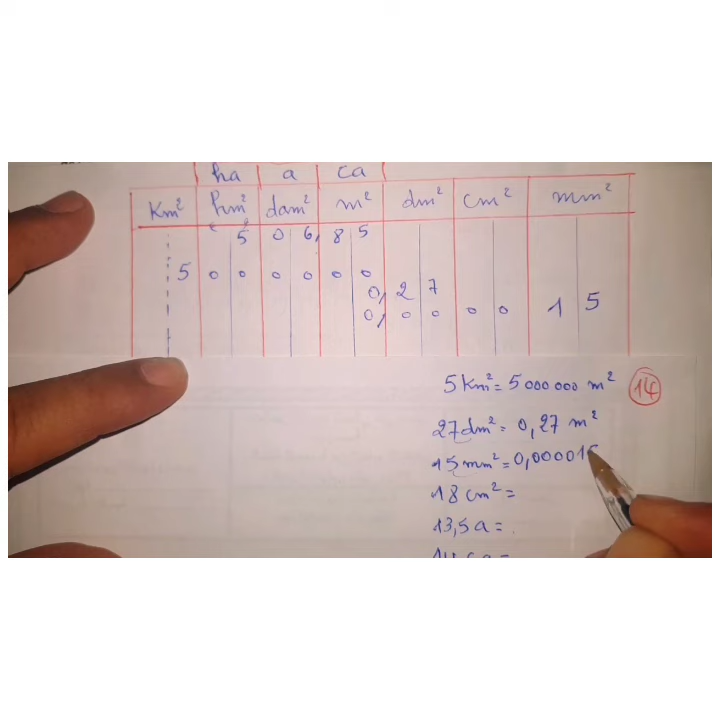 ha a ca
Km² hm² dam² m² dm² cm² mm²
5 0 6, 8 5
5 0 0 0 0 0 0
0, 2 7
0, 0 0 0 0 1 5
5 Km² = 5 000 000 m² 14
27 dm² = 0,27 m²
15 mm² = 0,000015
18 cm² =
13,5 a =